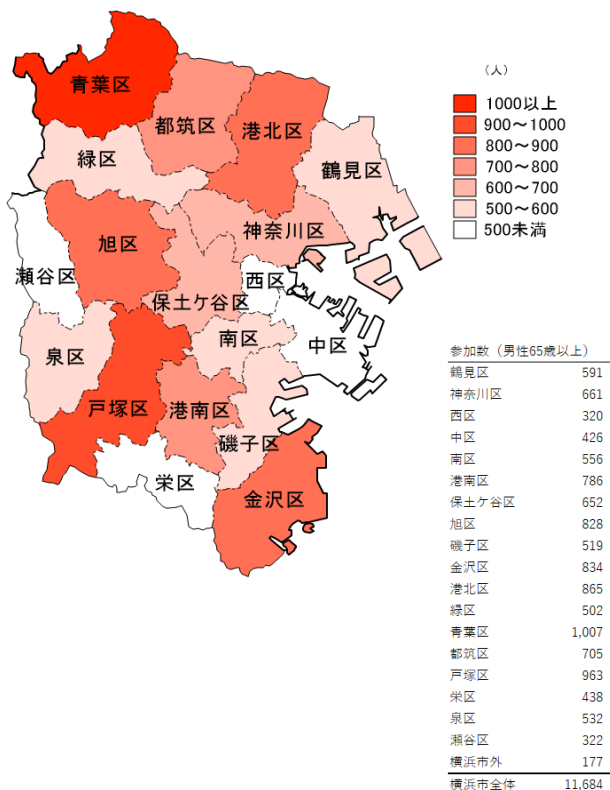 青葉区
都筑区
港北区
緑区
鶴見区
旭区
神奈川区
瀬谷区
西区
保土ケ谷区
南区
中区
泉区
戸塚区
港南区
磯子区
栄区
金沢区
（人）
1000以上
900～1000
800～900
700～800
600～700
500～600
500未満
参加数（男性65歳以上）
鶴見区 591
神奈川区 661
西区 320
中区 426
南区 556
港南区 786
保土ケ谷区 652
旭区 828
磯子区 519
金沢区 834
港北区 865
緑区 502
青葉区 1,007
都筑区 705
戸塚区 963
栄区 438
泉区 532
瀬谷区 322
横浜市外 177
横浜市全体 11,684